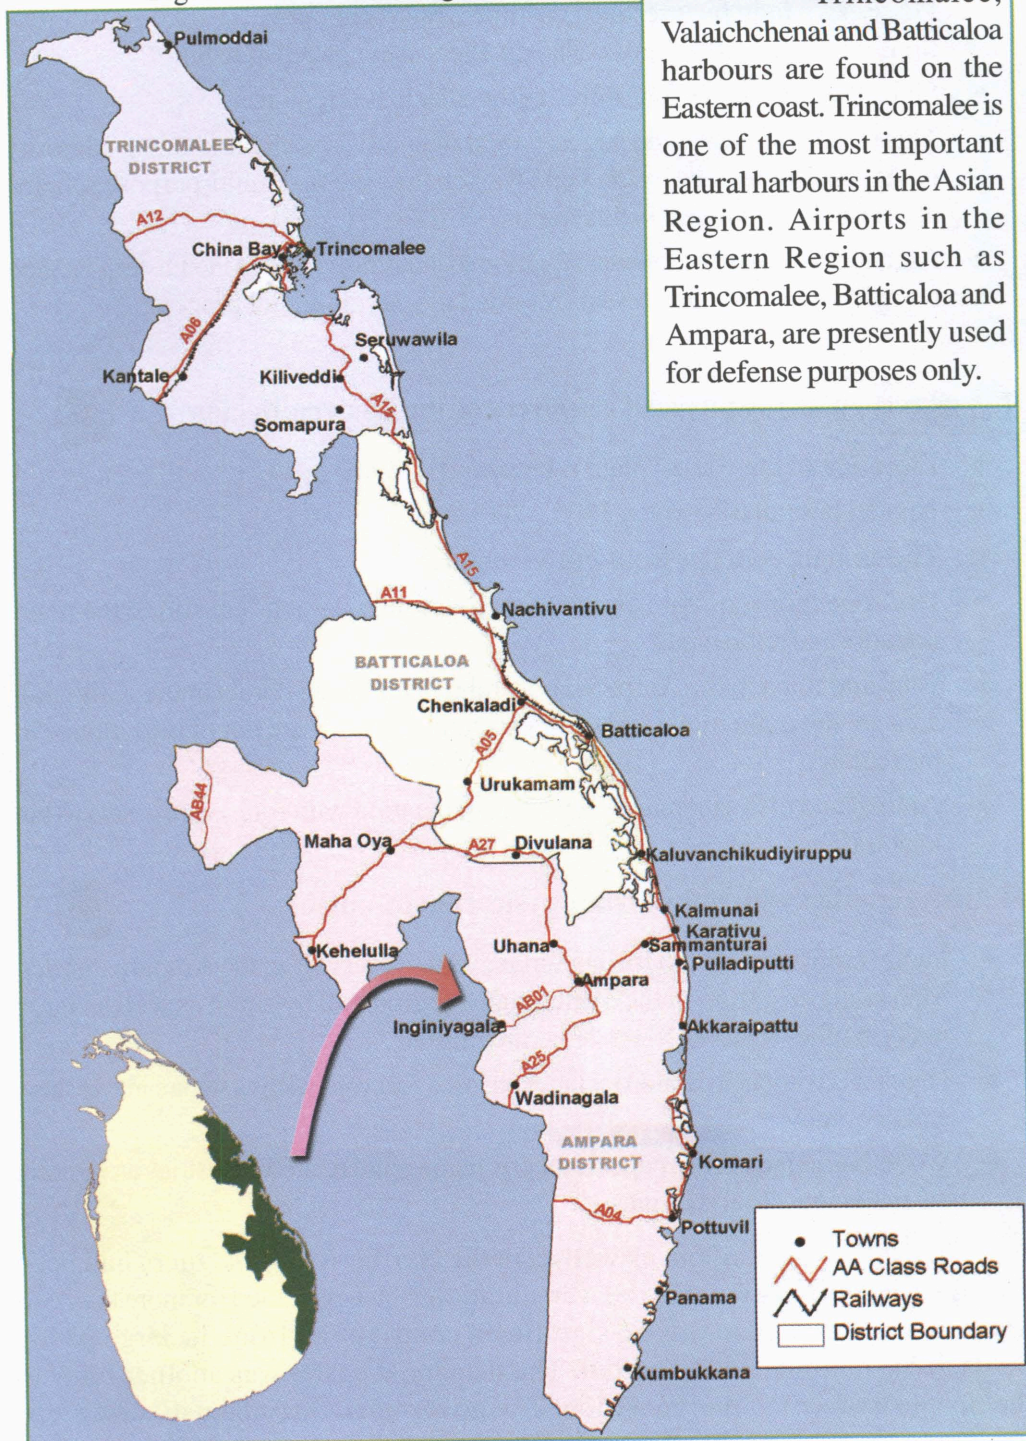 Trincomalee,
Valaichchenai and Batticaloa
harbours are found on the
Eastern coast. Trincomalee is
one of the most important
natural harbours in the Asian
Region. Airports in the
Eastern Region such as
Trincomalee, Batticaloa and
Ampara, are presently used
for defense purposes only.
Pulmoddai
TRINCOMALEE
DISTRICT
A12
China Bay
Trincomalee
A06
Seruwawila
Kantale
Kiliveddi
A15
Somapura
A15
A11
Nachivantivu
BATTICALOA
DISTRICT
Chenkaladi
Batticaloa
A05
Urukamam
AB44
Maha Oya
A27
Divulana
Kaluvanchikudiyiruppu
Kalmunai
Karativu
Kehelulla
Uhana
Sammanturai
Pulladiputti
Ampara
AB01
Inginiyagala
Akkaraipattu
A25
Wadinagala
AMPARA
DISTRICT
Komari
A04
Pottuvil
Panama
Kumbukkana
Towns
AA Class Roads
Railways
District Boundary